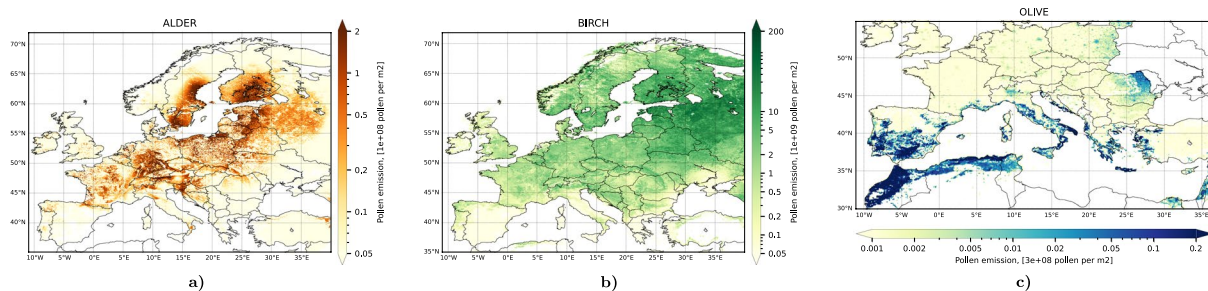 ALDER
70°N
65°N
60°N
55°N
50°N
45°N
40°N
35°N
10°W 5°W 0°E 5°E 10°E 15°E 20°E 25°E 30°E 35°E
2
1
0.5
0.2
0.1
0.05
Pollen emission, [1e+08 pollen per m2]
a)
BIRCH
70°N
65°N
60°N
55°N
50°N
45°N
40°N
35°N
10°W 5°W 0°E 5°E 10°E 15°E 20°E 25°E 30°E 35°E
200
10
5
2
1
0.5
0.2
0.1
0.05
Pollen emission, [1e+09 pollen per m2]
b)
OLIVE
50°N
45°N
40°N
35°N
30°N
10°W 5°W 0°E 5°E 10°E 15°E 20°E 25°E 30°E 35°E
0.001 0.002 0.005 0.01 0.02 0.05 0.1 0.2
Pollen emission, [3e+08 pollen per m2]
c)